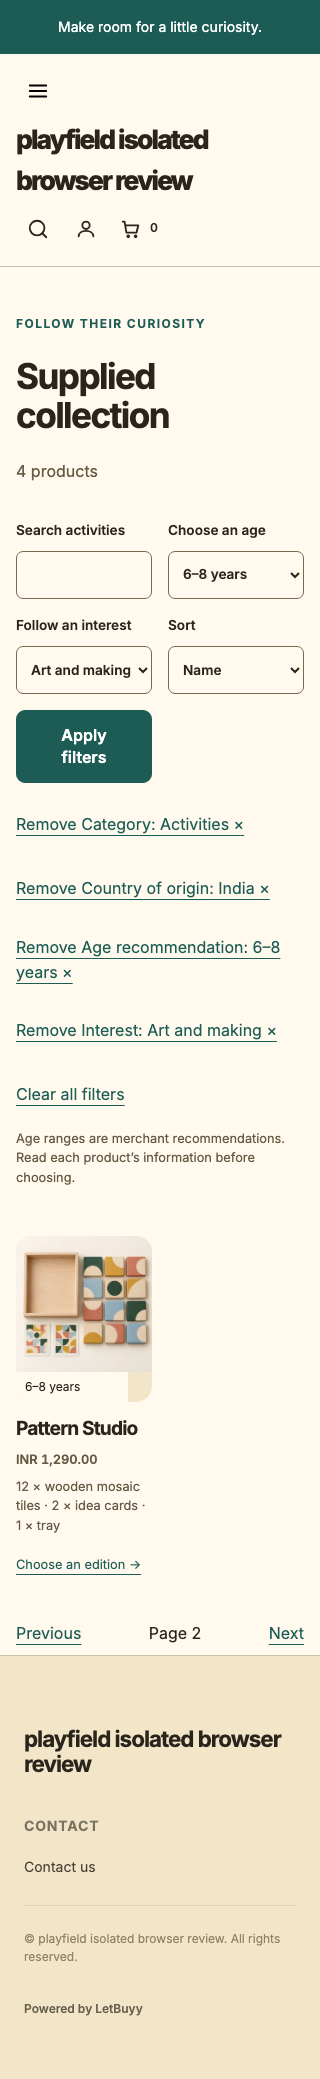 Make room for a little curiosity.
playfield isolated
browser review
0
FOLLOW THEIR CURIOSITY
Supplied
collection
4 products
Search activities
Choose an age
6–8 years
Follow an interest
Sort
Art and making
Name
Apply
filters
Remove Category: Activities ×
Remove Country of origin: India ×
Remove Age recommendation: 6–8
years ×
Remove Interest: Art and making ×
Clear all filters
Age ranges are merchant recommendations.
Read each product’s information before
choosing.
6–8 years
Pattern Studio
INR 1,290.00
12 × wooden mosaic
tiles · 2 × idea cards ·
1 × tray
Choose an edition →
Previous
Page 2
Next
playfield isolated browser
review
CONTACT
Contact us
© playfield isolated browser review. All rights
reserved.
Powered by LetBuyy